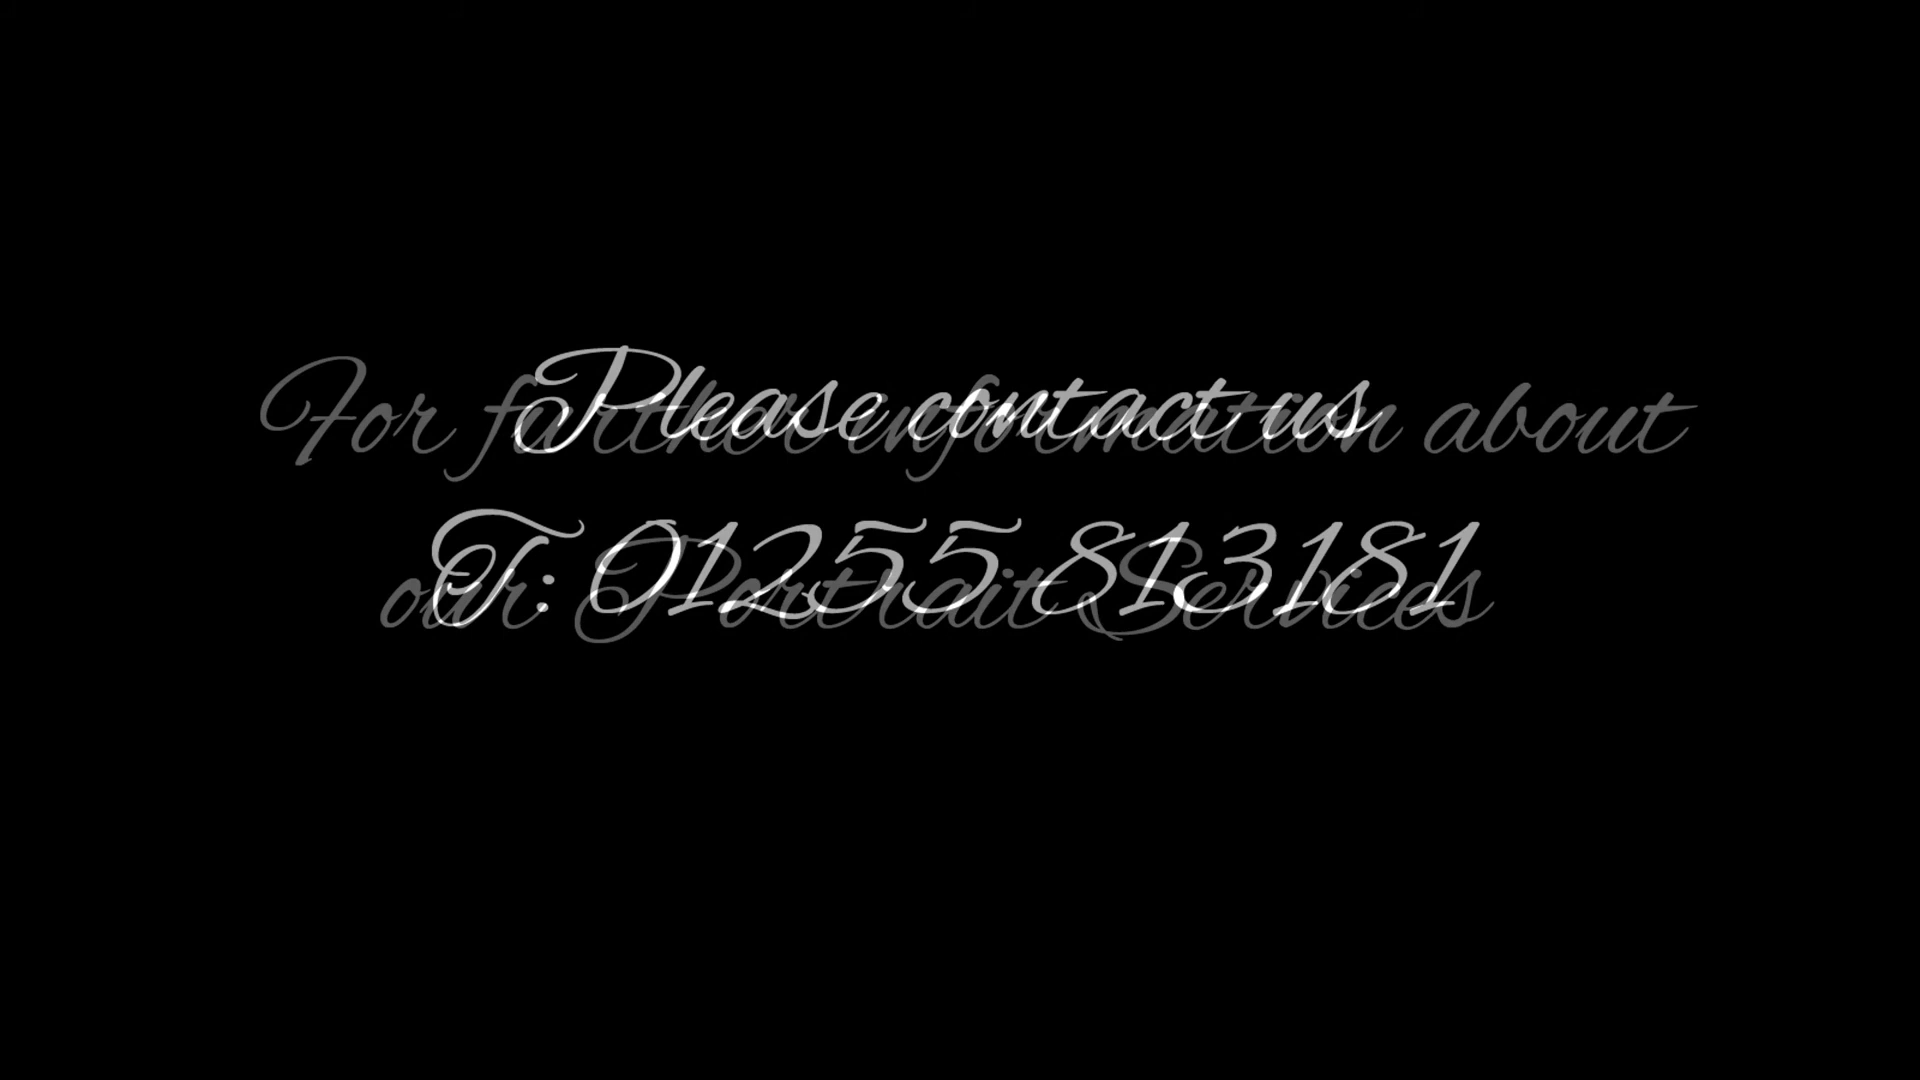 For further information about
our Portrait Services
Please contact us
T: 01255 813181